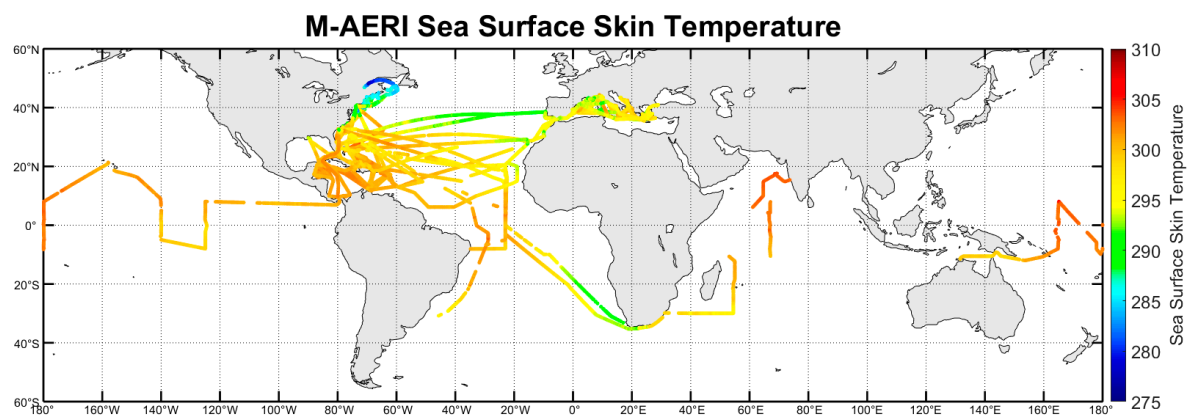 M-AERI Sea Surface Skin Temperature
60°N
40°N
20°N
0°
20°S
40°S
60°S
180°
160°W
140°W
120°W
100°W
80°W
60°W
40°W
20°W
0°
20°E
40°E
60°E
80°E
100°E
120°E
140°E
160°E
180°
310
305
300
295
290
285
280
275
Sea Surface Skin Temperature